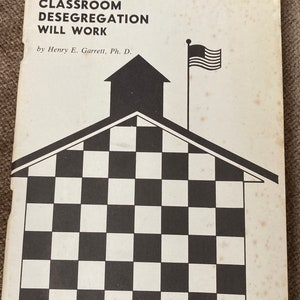 CLASSROOM
DESEGREGATION
WILL WORK
by Henry E. Garrett, Ph. D.